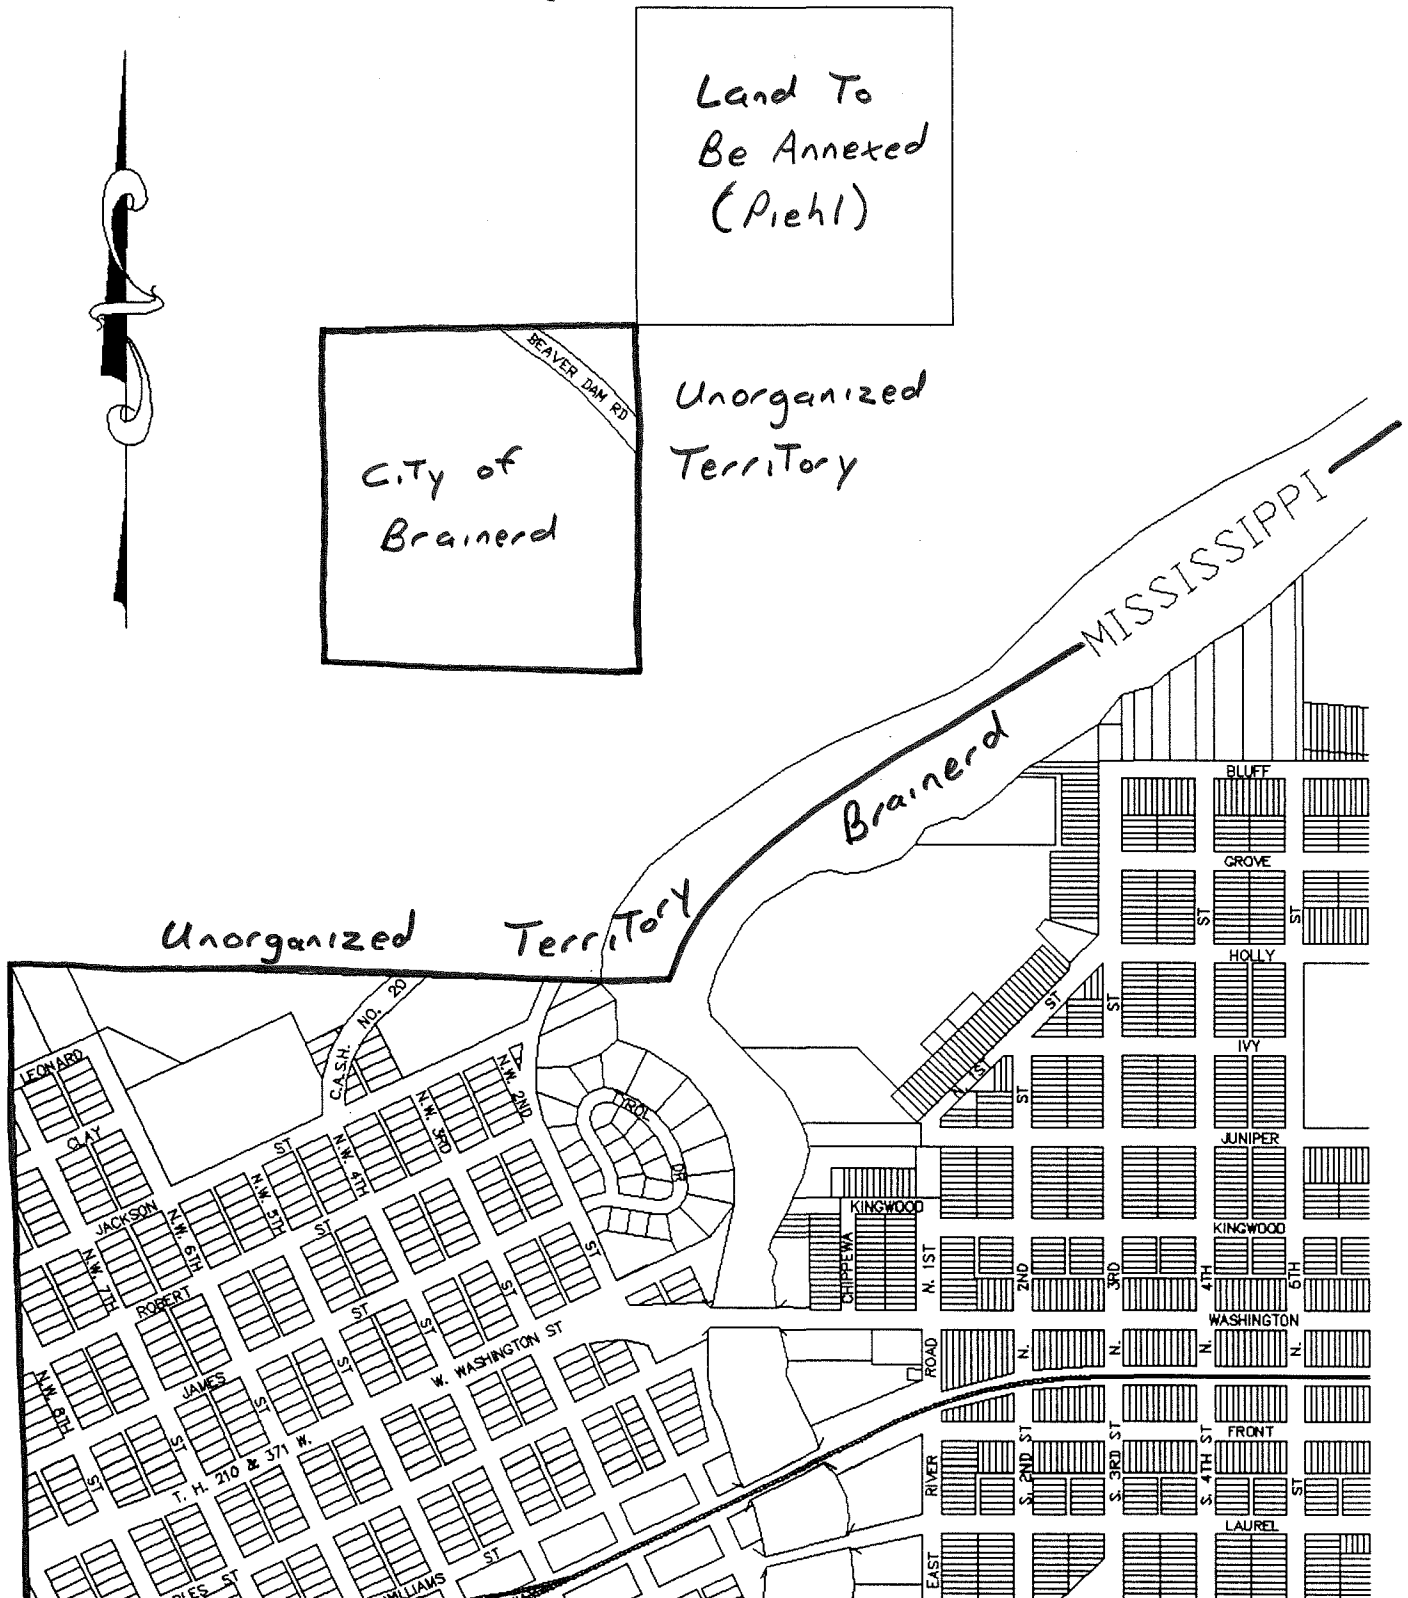 Land To
Be Annexed
(Piehl)
BEAVER DAM RD
Unorganized
Territory
City of
Brainerd
MISSISSIPPI
Brainerd
Unorganized Territory
BLUFF
GROVE
ST
ST
HOLLY
ST
ST
IVY
N. 1ST
ST
JUNIPER
KINGWOOD
KINGWOOD
CHIPPEWA
N. 1ST
2ND
3RD
4TH
5TH
WASHINGTON
N.
N.
N.
N.
ROAD
RIVER
EAST
FRONT
S. 2ND ST
S. 3RD ST
S. 4TH ST
ST
LAUREL
C.A.S.H. NO. 20
LEONARD
CLAY
JACKSON
ROBERT
JAMES
N.W. 2ND
N.W. 3RD
N.W. 4TH
N.W. 5TH
N.W. 6TH
N.W. 7TH
N.W. 8TH
ST
ST
ST
ST
ST
ST
ST
ST
ST
ST
TYROL
DR
W. WASHINGTON ST
T. H. 210 & 371 W.
ST
ST